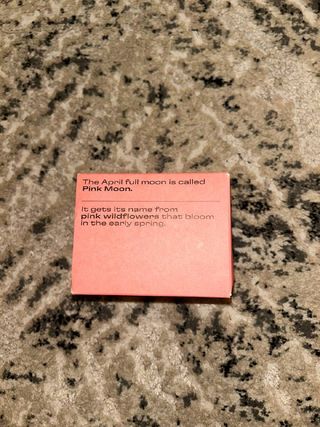 The April full moon is called
Pink Moon.
It gets its name from
pink wildflowers that bloom
in the early spring.